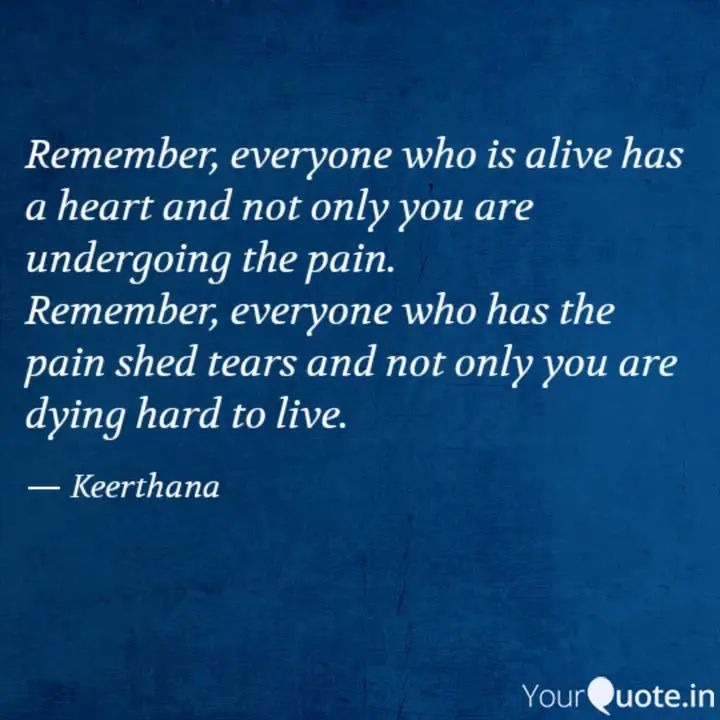 Remember, everyone who is alive has
a heart and not only you are
undergoing the pain.
Remember, everyone who has the
pain shed tears and not only you are
dying hard to live.
— Keerthana
YourQuote.in